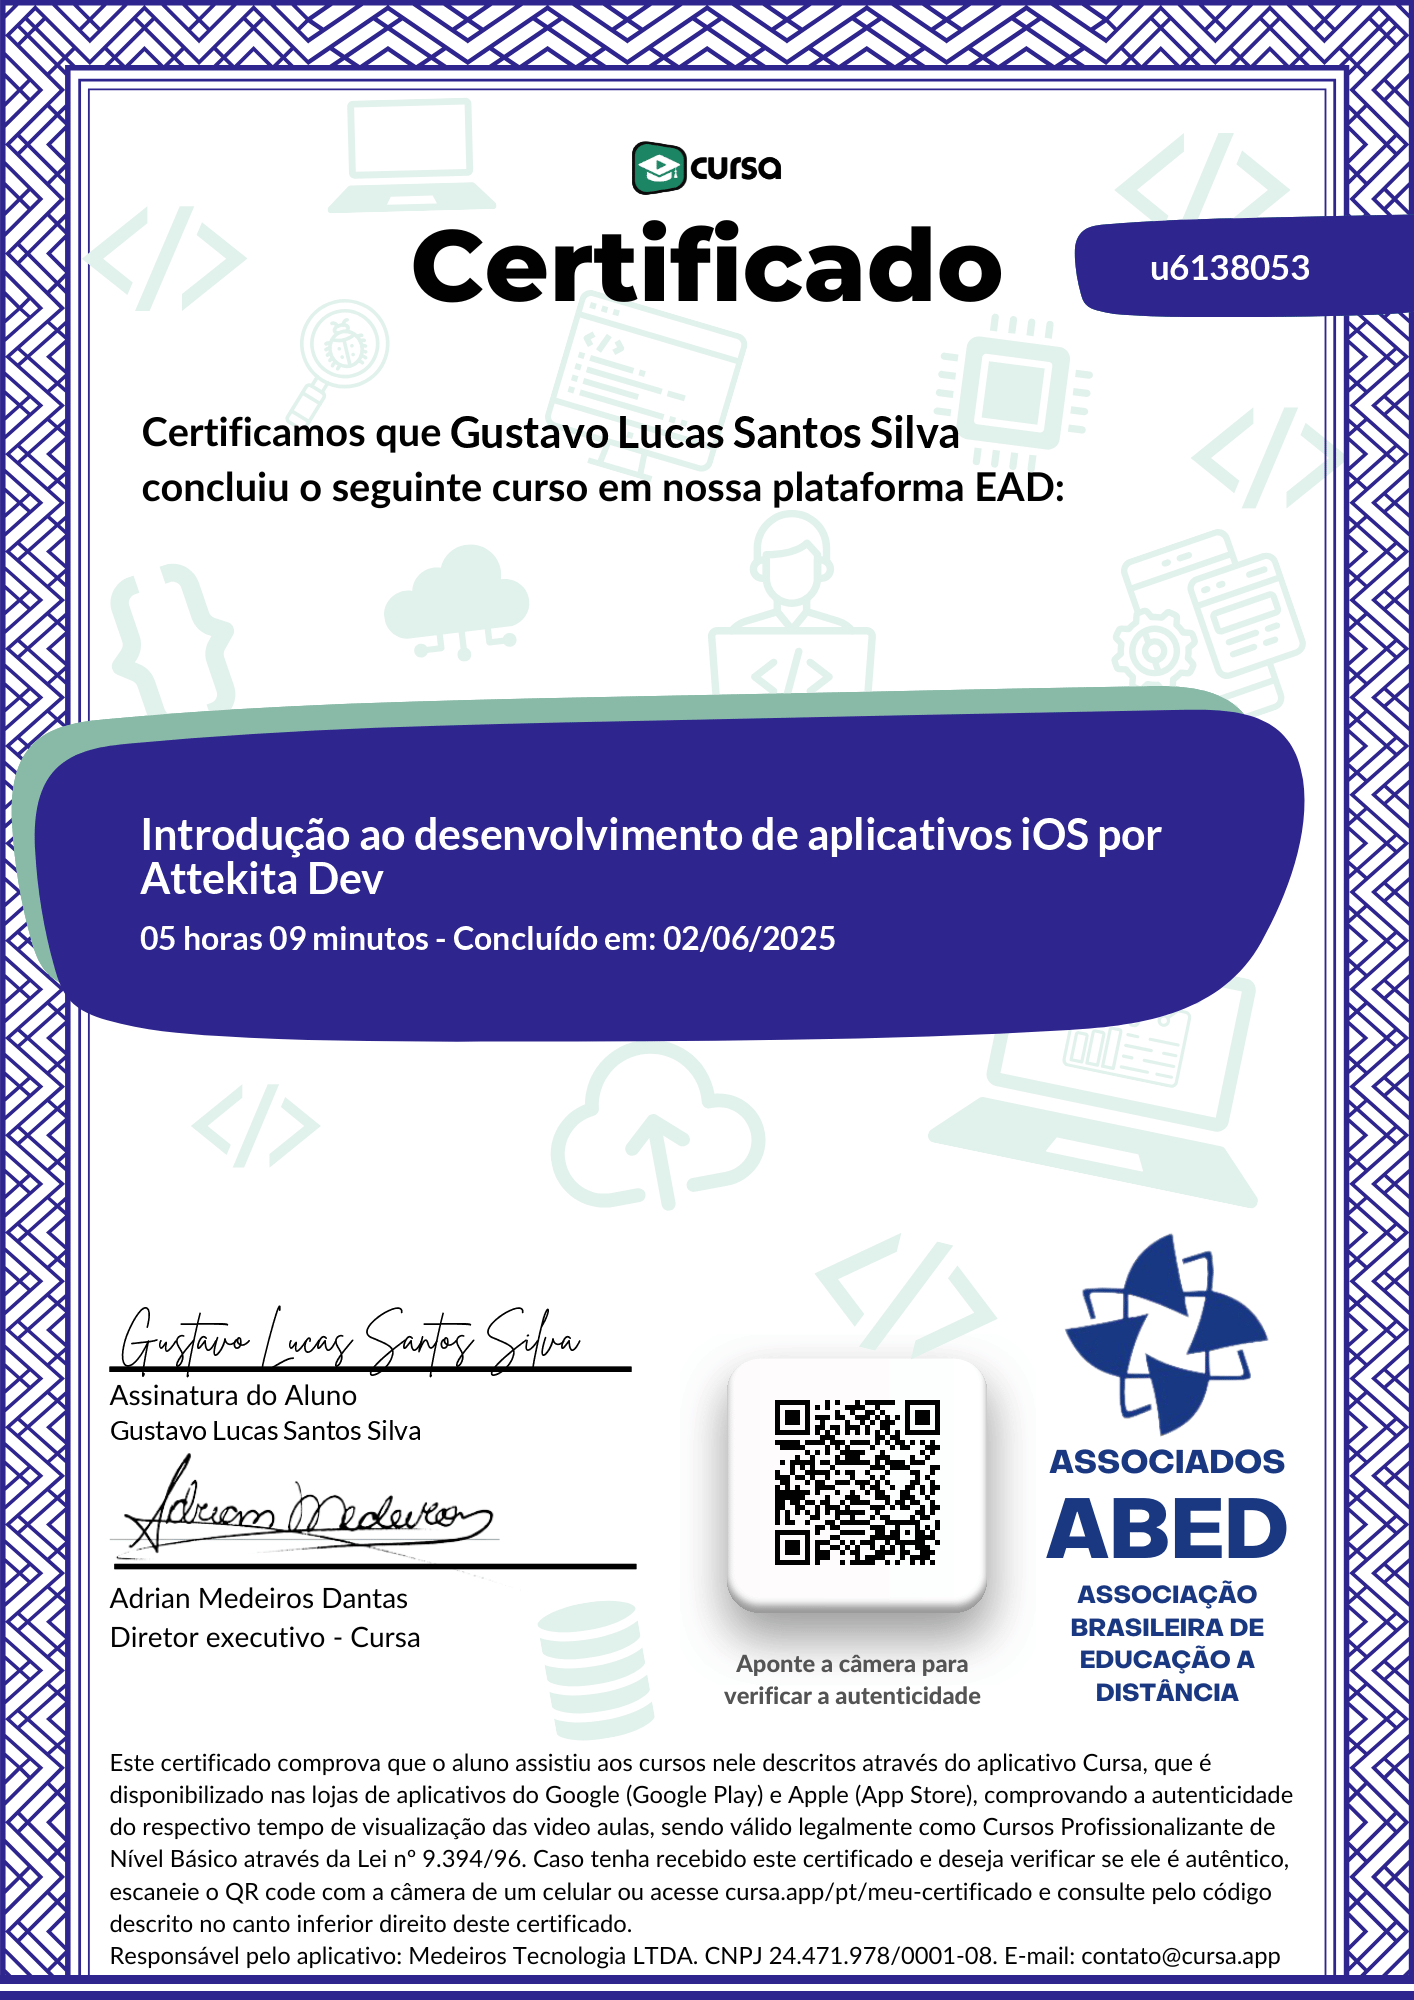 cursa
Certificado
u6138053
Certificamos que Gustavo Lucas Santos Silva
concluiu o seguinte curso em nossa plataforma EAD:
Introdução ao desenvolvimento de aplicativos iOS por
Attekita Dev
05 horas 09 minutos - Concluído em: 02/06/2025
Gustavo Lucas Santos Silva
Assinatura do Aluno
Gustavo Lucas Santos Silva
Adrian Medeiros
Adrian Medeiros Dantas
Diretor executivo - Cursa
Aponte a câmera para
verificar a autenticidade
ASSOCIADOS
ABED
ASSOCIAÇÃO
BRASILEIRA DE
EDUCAÇÃO A
DISTÂNCIA
Este certificado comprova que o aluno assistiu aos cursos nele descritos através do aplicativo Cursa, que é
disponibilizado nas lojas de aplicativos do Google (Google Play) e Apple (App Store), comprovando a autenticidade
do respectivo tempo de visualização das video aulas, sendo válido legalmente como Cursos Profissionalizante de
Nível Básico através da Lei nº 9.394/96. Caso tenha recebido este certificado e deseja verificar se ele é autêntico,
escaneie o QR code com a câmera de um celular ou acesse cursa.app/pt/meu-certificado e consulte pelo código
descrito no canto inferior direito deste certificado.
Responsável pelo aplicativo: Medeiros Tecnologia LTDA. CNPJ 24.471.978/0001-08. E-mail: contato@cursa.app